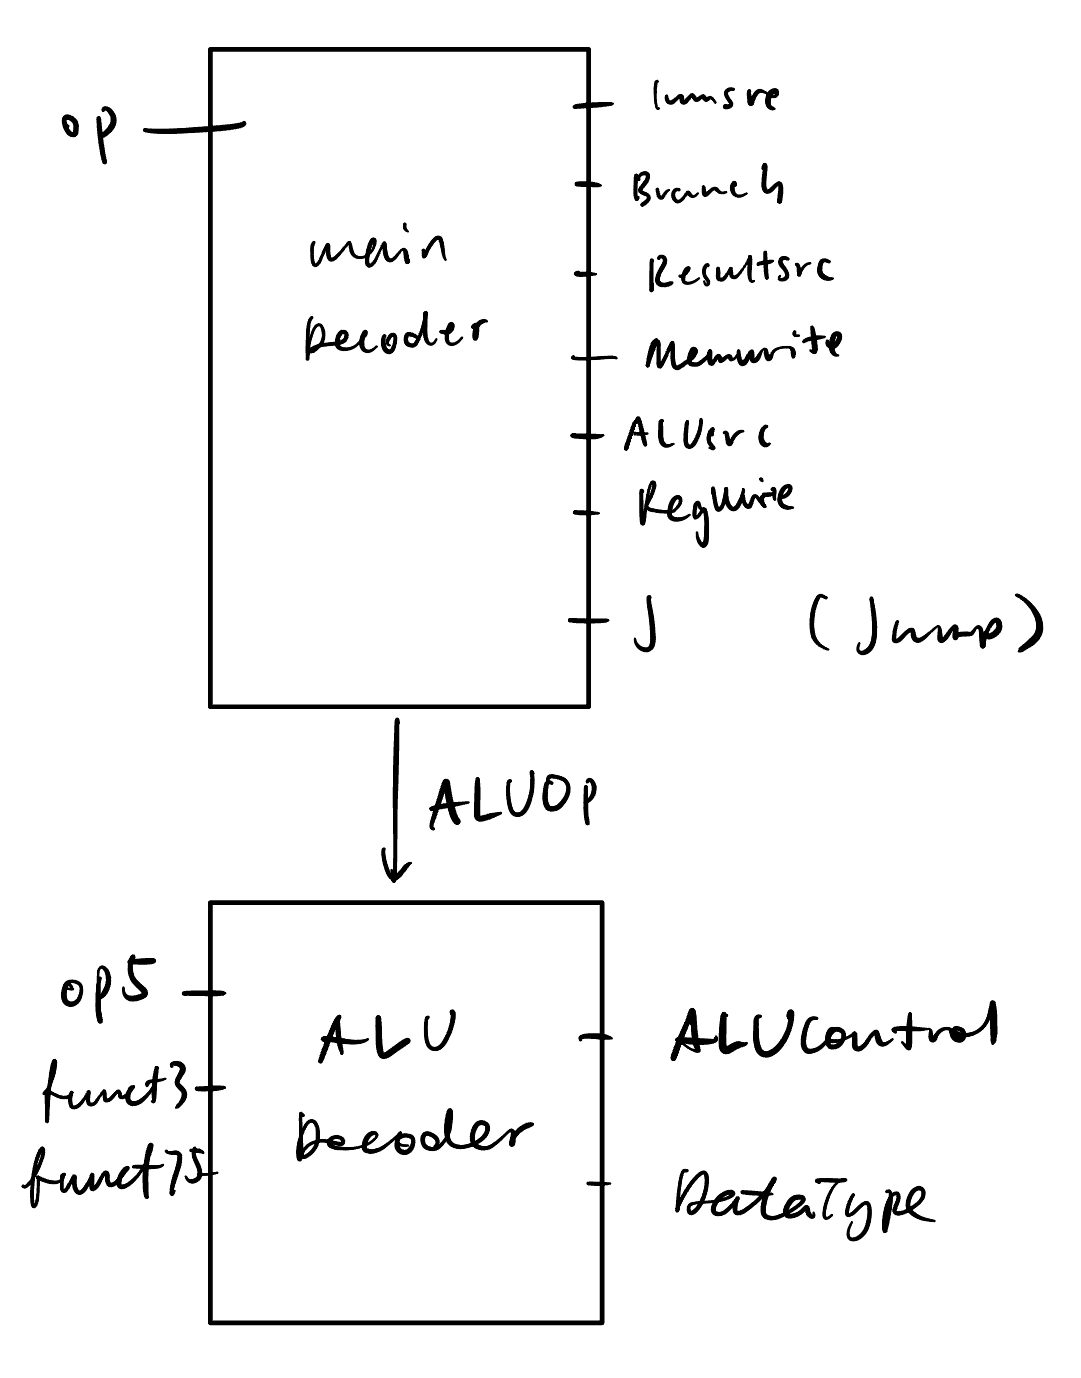 op
Immsrc
Branch
main
Resultsrc
Decoder
Memwrite
ALUsrc
RegWrite
J (Jump)
ALUOp
op5
ALU
ALUControl
funct3
Decoder
funct75
DataType